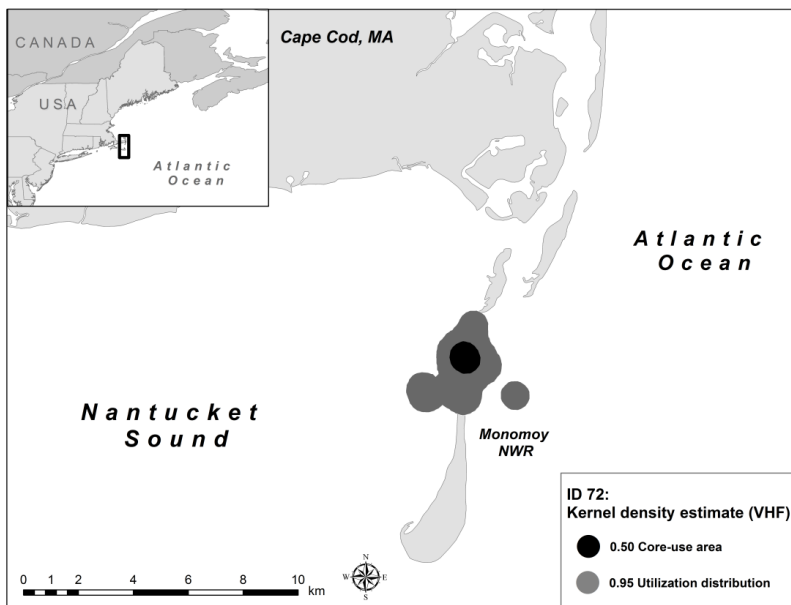 CANADA
USA
Atlantic
Ocean
Cape Cod, MA
Atlantic
Ocean
Nantucket
Sound
Monomoy
NWR
ID 72:
Kernel density estimate (VHF)
0.50 Core-use area
0.95 Utilization distribution
0 1 2 4 6 8 10
km
N
W E
S